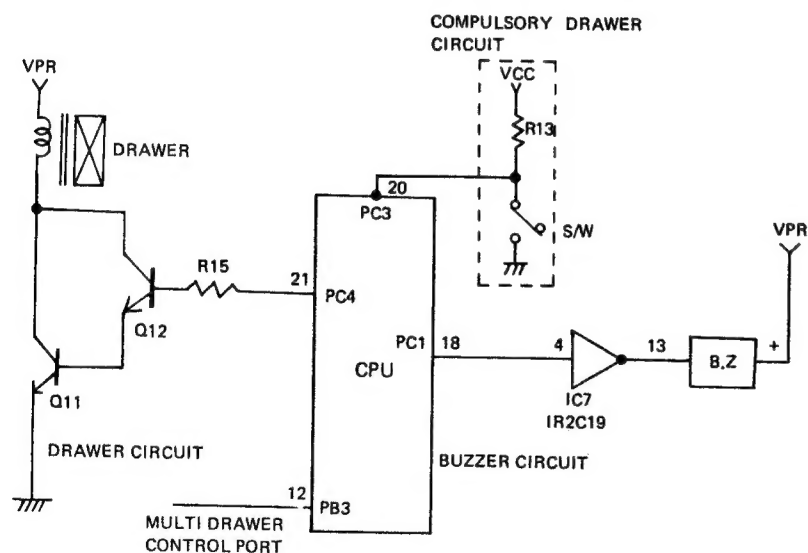 COMPULSORY DRAWER
CIRCUIT
VPR
VCC
R13
DRAWER
20
PC3
S/W
VPR
R15
21
PC4
Q12
PC1
18
4
13
B.Z
+
CPU
IC7
IR2C19
Q11
DRAWER CIRCUIT
BUZZER CIRCUIT
12
PB3
MULTI DRAWER
CONTROL PORT